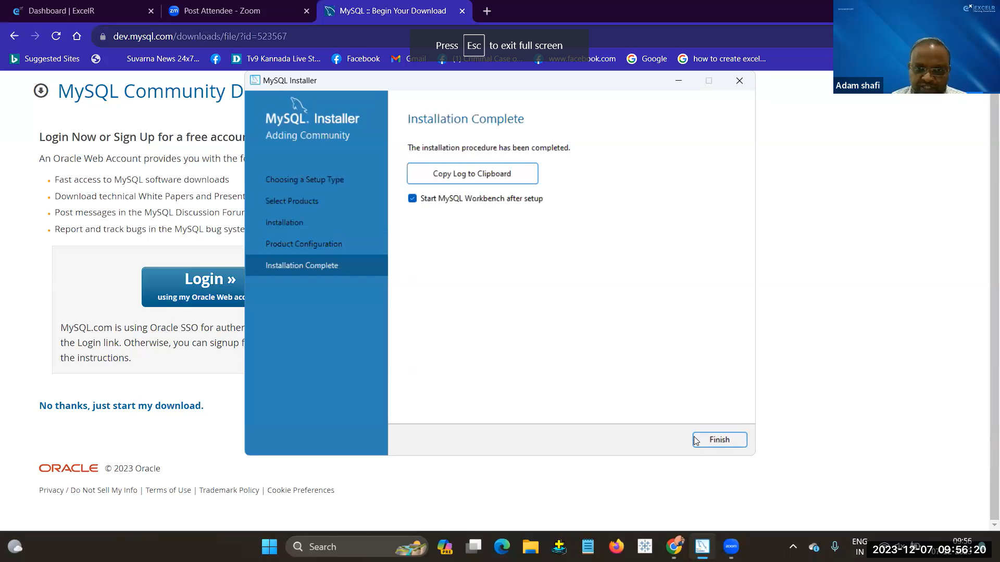 Dashboard | ExcelR
zm Post Attendee - Zoom
MySQL :: Begin Your Download
dev.mysql.com/downloads/file/?id=523567
Press Esc to exit full screen
Suggested Sites
Suvarna News 24x7...
Tv9 Kannada Live St...
Facebook
Gmail
(1) Criminal Case o...
www.facebook.com
Google
how to create excel...
EXCELR
Adam shafi
MySQL Community D
Login Now or Sign Up for a free accou
An Oracle Web Account provides you with the f
Fast access to MySQL software downloads
Download technical White Papers and Present
Post messages in the MySQL Discussion Foru
Report and track bugs in the MySQL bug syste
Login »
using my Oracle Web acc
MySQL.com is using Oracle SSO for auther
the Login link. Otherwise, you can signup f
the instructions.
No thanks, just start my download.
ORACLE © 2023 Oracle
Privacy / Do Not Sell My Info | Terms of Use | Trademark Policy | Cookie Preferences
MySQL Installer
MySQL. Installer
Adding Community
Choosing a Setup Type
Select Products
Installation
Product Configuration
Installation Complete
Installation Complete
The installation procedure has been completed.
Copy Log to Clipboard
Start MySQL Workbench after setup
Finish
Search
PRE
zoom
ENG
IN
09:56
2023-12-07 09:56:20